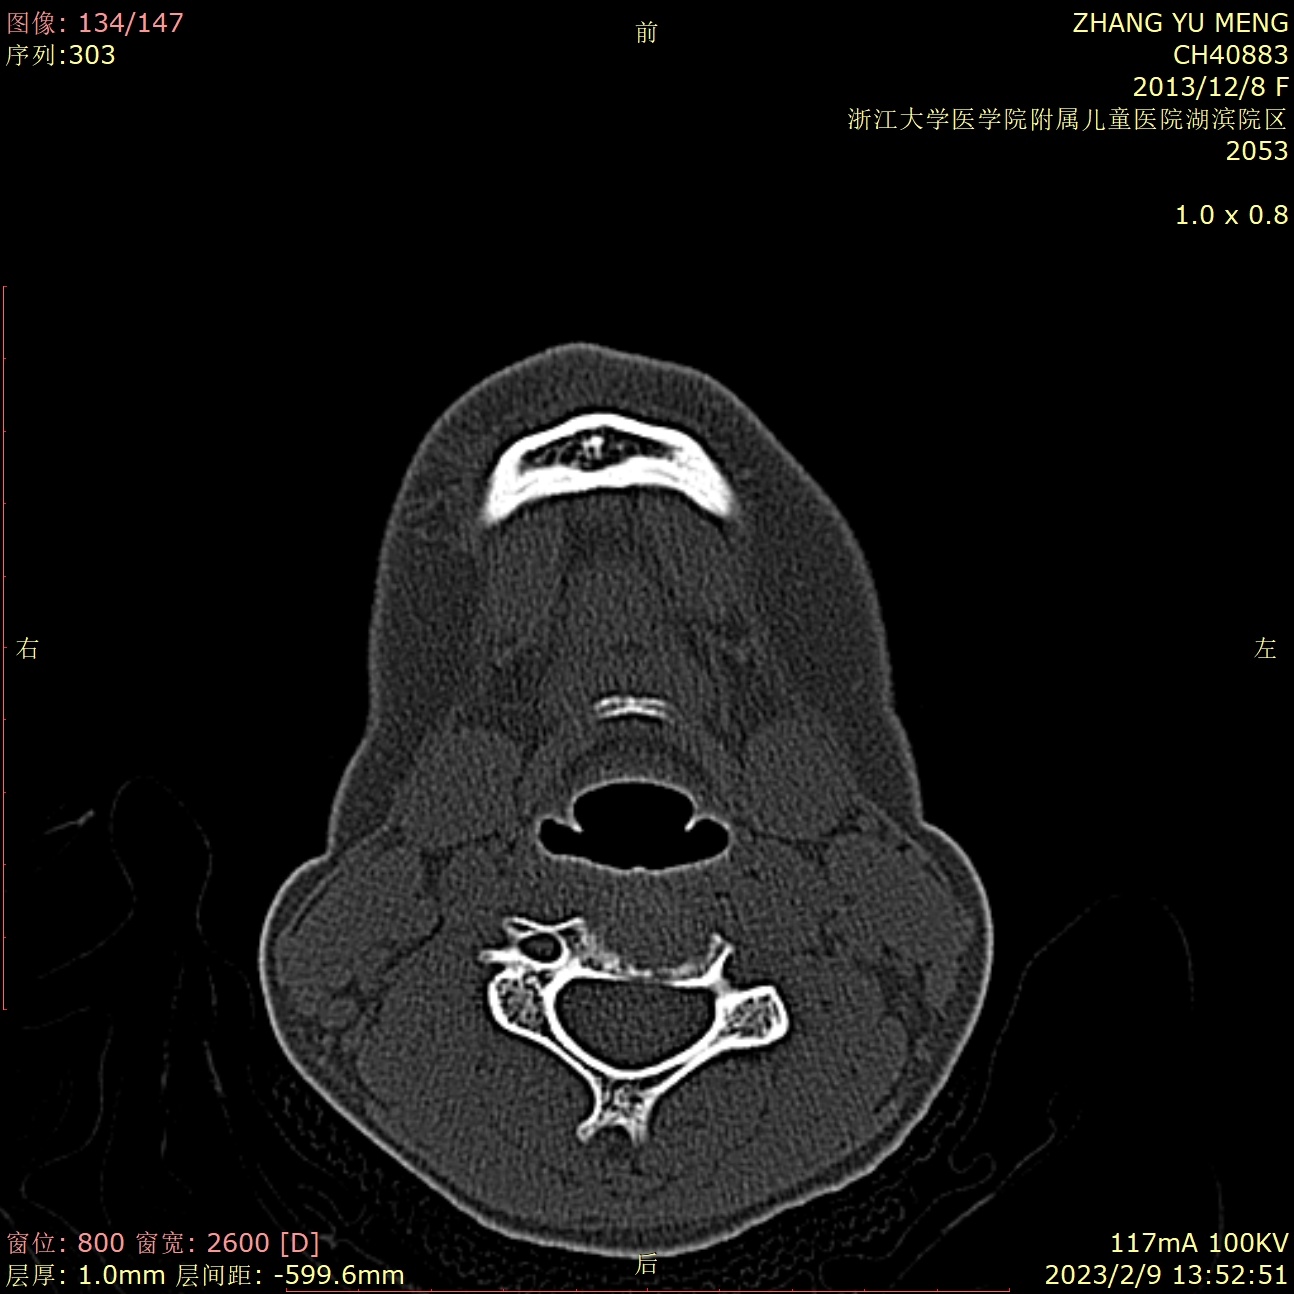 图像: 134/147
序列:303
前
ZHANG YU MENG
CH40883
2013/12/8 F
浙江大学医学院附属儿童医院湖滨院区
2053
1.0 x 0.8
右
左
窗位: 800 窗宽: 2600 [D]
层厚: 1.0mm 层间距: -599.6mm
后
117mA 100KV
2023/2/9 13:52:51